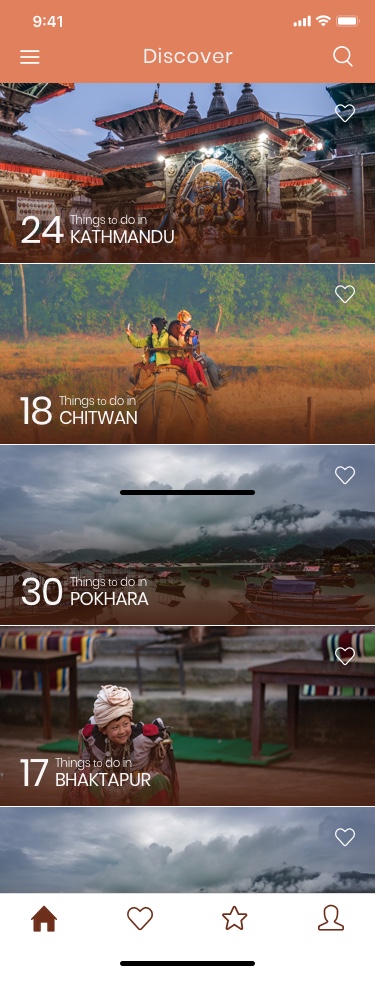 9:41
Discover
24 Things to do in
KATHMANDU
18 Things to do in
CHITWAN
30 Things to do in
POKHARA
17 Things to do in
BHAKTAPUR